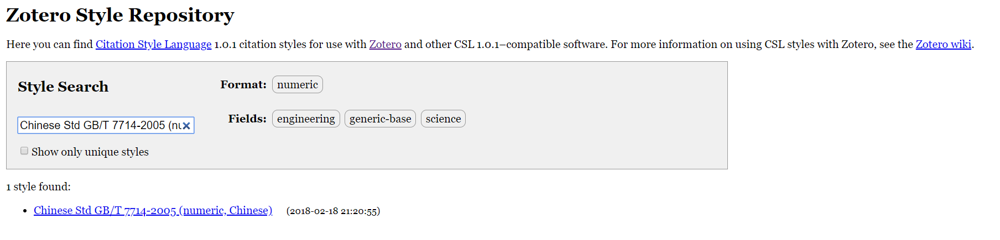 Zotero Style Repository
Here you can find Citation Style Language 1.0.1 citation styles for use with Zotero and other CSL 1.0.1–compatible software. For more information on using CSL styles with Zotero, see the Zotero wiki.
Style Search
Format: numeric
Fields: engineering generic-base science
Chinese Std GB/T 7714-2005 (nu
Show only unique styles
1 style found:
• Chinese Std GB/T 7714-2005 (numeric, Chinese) (2018-02-18 21:20:55)